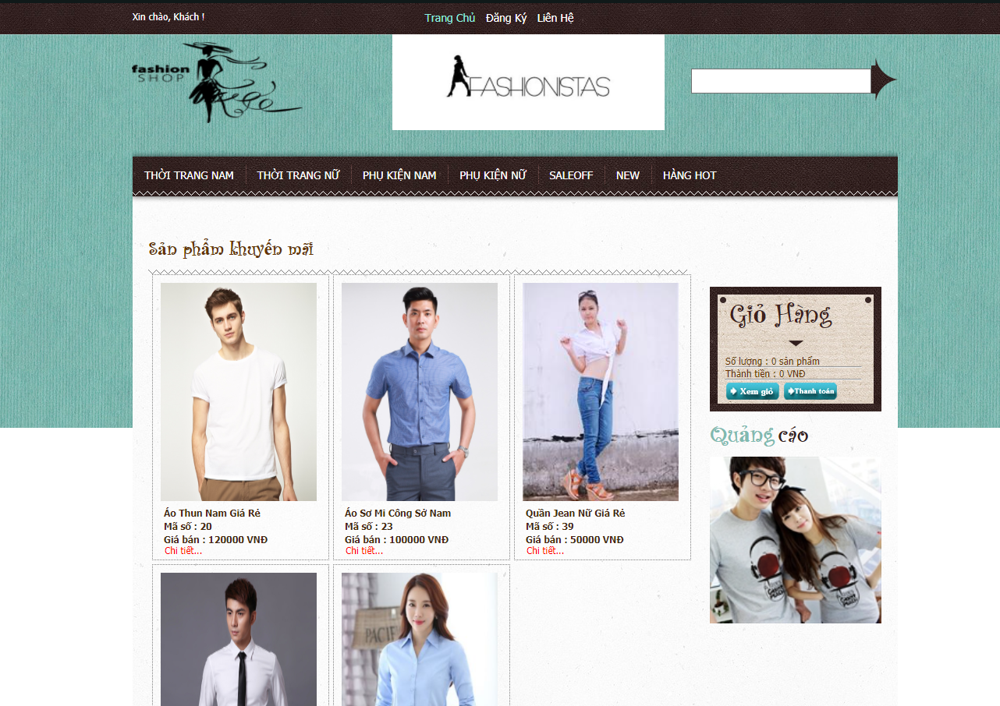 Xin chào, Khách !
Trang Chủ Đăng Ký Liên Hệ
fashion
SHOP
FASHIONISTAS
THỜI TRANG NAM THỜI TRANG NỮ PHỤ KIỆN NAM PHỤ KIỆN NỮ SALEOFF NEW HÀNG HOT
Sản phẩm khuyến mãi
Áo Thun Nam Giá Rẻ
Mã số : 20
Giá bán : 120000 VNĐ
Chi tiết...
Áo Sơ Mi Công Sở Nam
Mã số : 23
Giá bán : 100000 VNĐ
Chi tiết...
Quần Jean Nữ Giá Rẻ
Mã số : 39
Giá bán : 50000 VNĐ
Chi tiết...
PACIF
Giỏ Hàng
Số lượng : 0 sản phẩm
Thành tiền : 0 VNĐ
Xem giỏ Thanh toán
Quảng cáo